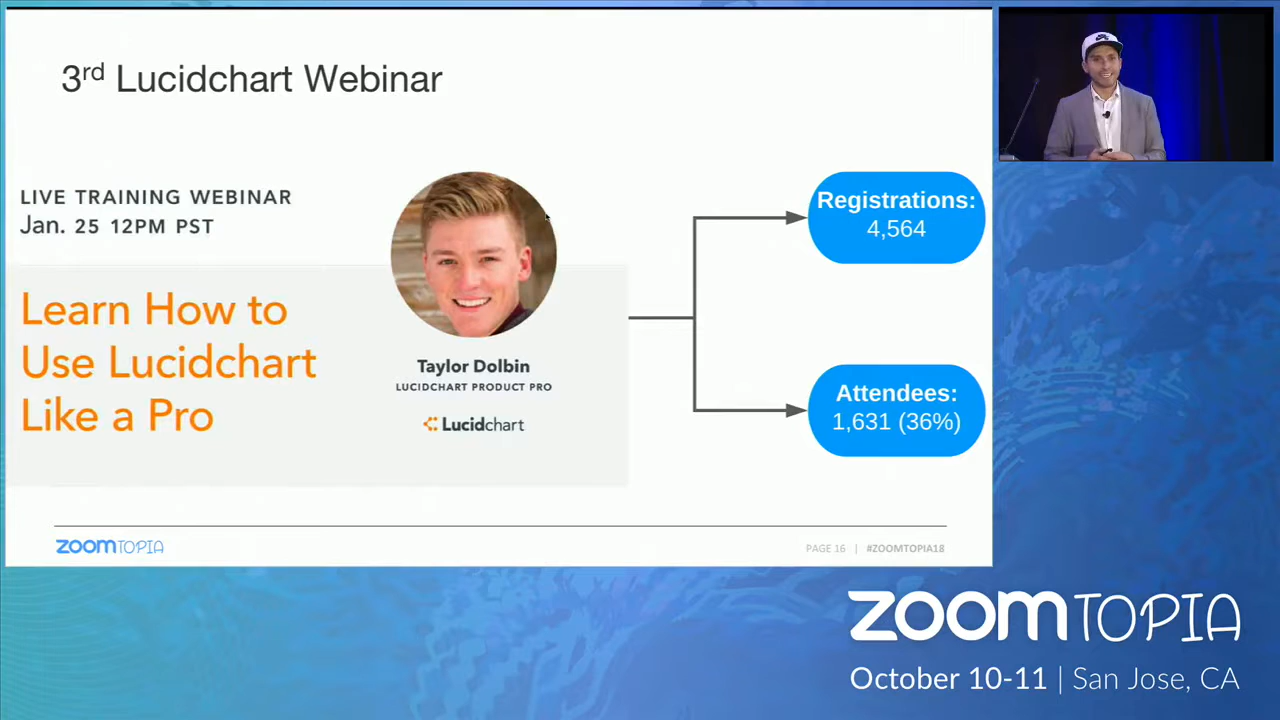 3rd Lucidchart Webinar
LIVE TRAINING WEBINAR
Jan. 25 12PM PST
Learn How to
Use Lucidchart
Like a Pro
Taylor Dolbin
LUCIDCHART PRODUCT PRO
Lucidchart
Registrations:
4,564
Attendees:
1,631 (36%)
ZOOMTOPIA
PAGE 16 | #ZOOMTOPIA18
ZOOMTOPIA
October 10-11 | San Jose, CA